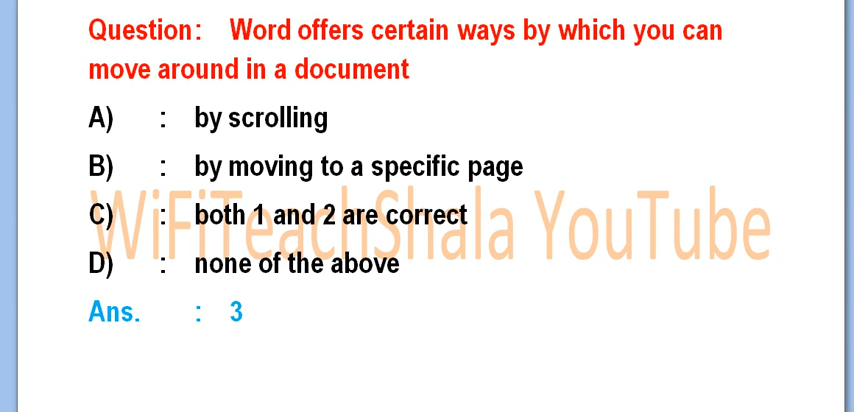 Question: Word offers certain ways by which you can
move around in a document
A) : by scrolling
B) : by moving to a specific page
C) : both 1 and 2 are correct
WiFiTeachShala YouTube
D) : none of the above
Ans. : 3